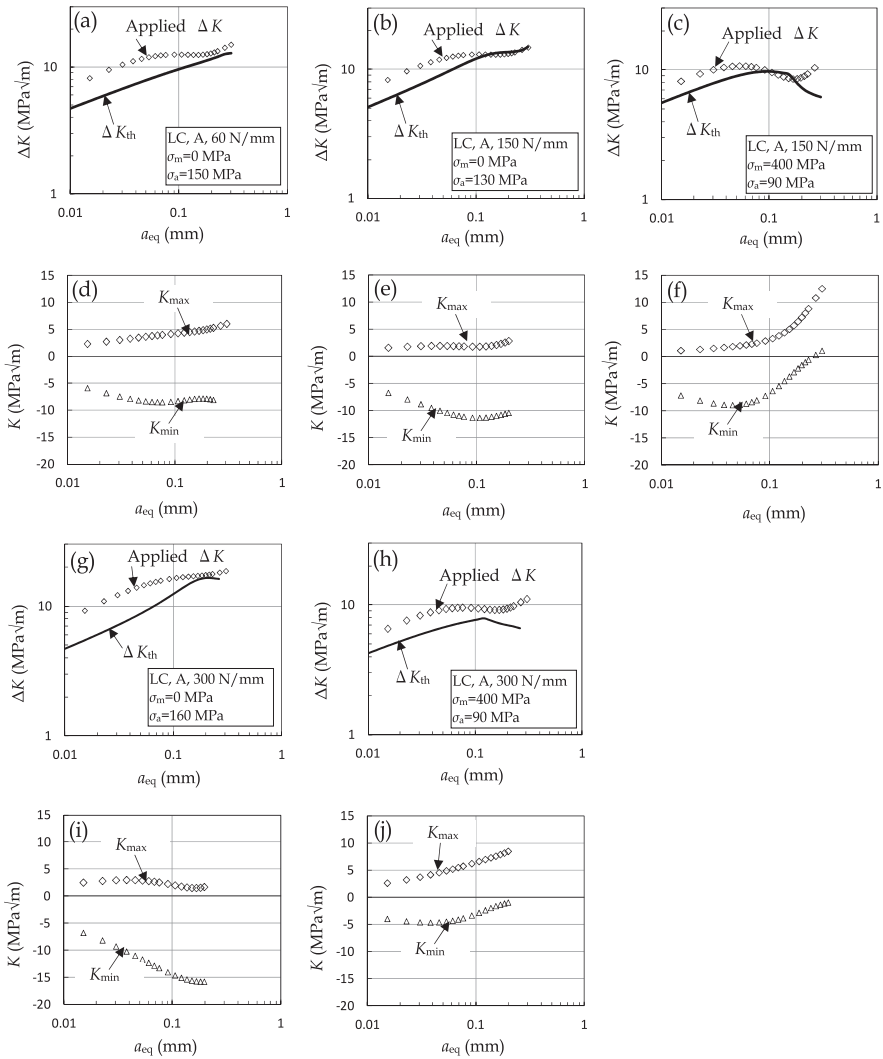 (a)
Applied ΔK
ΔKth
LC, A, 60 N/mm
σm=0 MPa
σa=150 MPa
ΔK (MPa√m)
10
1
0.01
0.1
1
aeq (mm)
(b)
Applied ΔK
ΔKth
LC, A, 150 N/mm
σm=0 MPa
σa=130 MPa
ΔK (MPa√m)
10
1
0.01
0.1
1
aeq (mm)
(c)
Applied ΔK
ΔKth
LC, A, 150 N/mm
σm=400 MPa
σa=90 MPa
ΔK (MPa√m)
10
1
0.01
0.1
1
aeq (mm)
(d)
Kmax
Kmin
K (MPa√m)
15
10
5
0
-5
-10
-15
-20
0.01
0.1
1
aeq (mm)
(e)
Kmax
Kmin
K (MPa√m)
15
10
5
0
-5
-10
-15
-20
0.01
0.1
1
aeq (mm)
(f)
Kmax
Kmin
K (MPa√m)
15
10
5
0
-5
-10
-15
-20
0.01
0.1
1
aeq (mm)
(g)
Applied ΔK
ΔKth
LC, A, 300 N/mm
σm=0 MPa
σa=160 MPa
ΔK (MPa√m)
10
1
0.01
0.1
1
aeq (mm)
(h)
Applied ΔK
ΔKth
LC, A, 300 N/mm
σm=400 MPa
σa=90 MPa
ΔK (MPa√m)
10
1
0.01
0.1
1
aeq (mm)
(i)
Kmax
Kmin
K (MPa√m)
15
10
5
0
-5
-10
-15
-20
0.01
0.1
1
aeq (mm)
(j)
Kmax
Kmin
K (MPa√m)
15
10
5
0
-5
-10
-15
-20
0.01
0.1
1
aeq (mm)